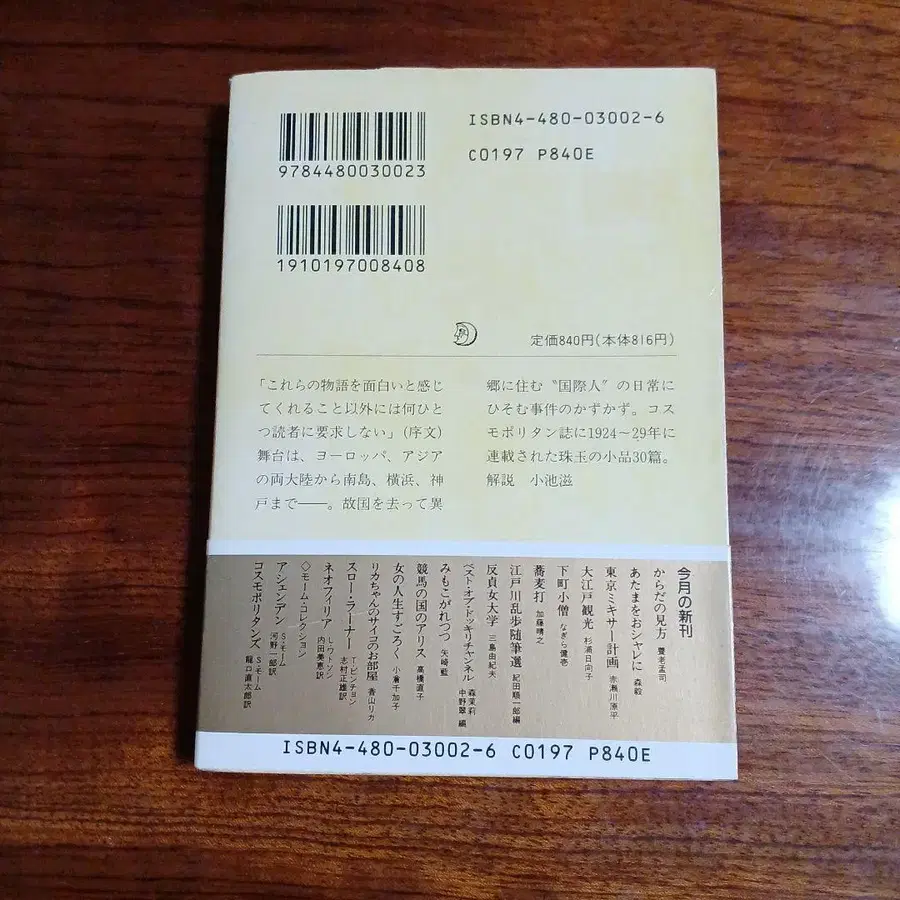 ISBN4-480-03002-6
C0197 P840E
9784480030023
1910197008408
定価840円(本体816円)
「これらの物語を面白いと感じ
てくれること以外には何ひと
つ読者に要求しない」(序文)
舞台は、ヨーロッパ、アジア
の両大陸から南島、横浜、神
戸まで――。故国を去って異
郷に住む〝国際人〟の日常に
ひそむ事件のかずかず。コス
モポリタン誌に1924〜29年に
連載された珠玉の小品30篇。
解説　小池滋
今月の新刊
からだの見方 養老孟司
あたまをおシャレに 森毅
東京ミキサー計画 赤瀬川原平
大江戸観光 杉浦日向子
下町小僧 なぎら健壱
蕎麦打 加藤晴之
江戸川乱歩随筆選 紀田順一郎編
反貞女大学 三島由紀夫
ベスト・オブ・ドッキリチャンネル 森茉莉 中野翠 編
みもこがれつつ 矢崎藍
競馬の国のアリス 高橋直子
女の人生すごろく 小倉千加子
リカちゃんのサイコのお部屋 香山リカ
スロー・ラーナー T・ピンチョン 志村正雄訳
ネオフィリア L・ワトソン 内田美恵訳
◇モーム・コレクション
アシェンデン S・モーム 河野一郎訳
コスモポリタンズ S・モーム 龍口直太郎訳
ISBN4-480-03002-6 C0197 P840E